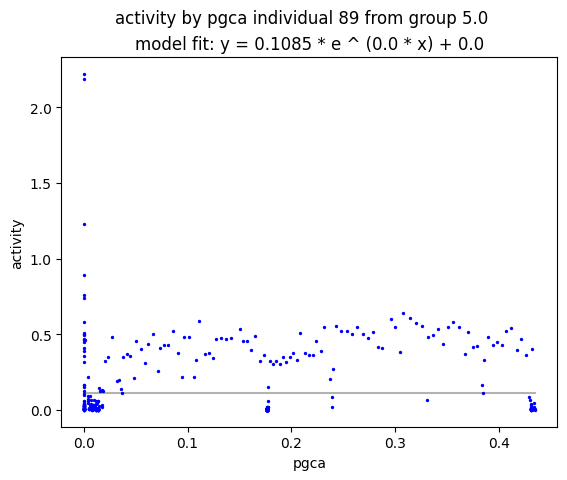 activity by pgca individual 89 from group 5.0
model fit: y = 0.1085 * e ^ (0.0 * x) + 0.0
2.0
1.5
1.0
0.5
0.0
activity
0.0 0.1 0.2 0.3 0.4
pgca